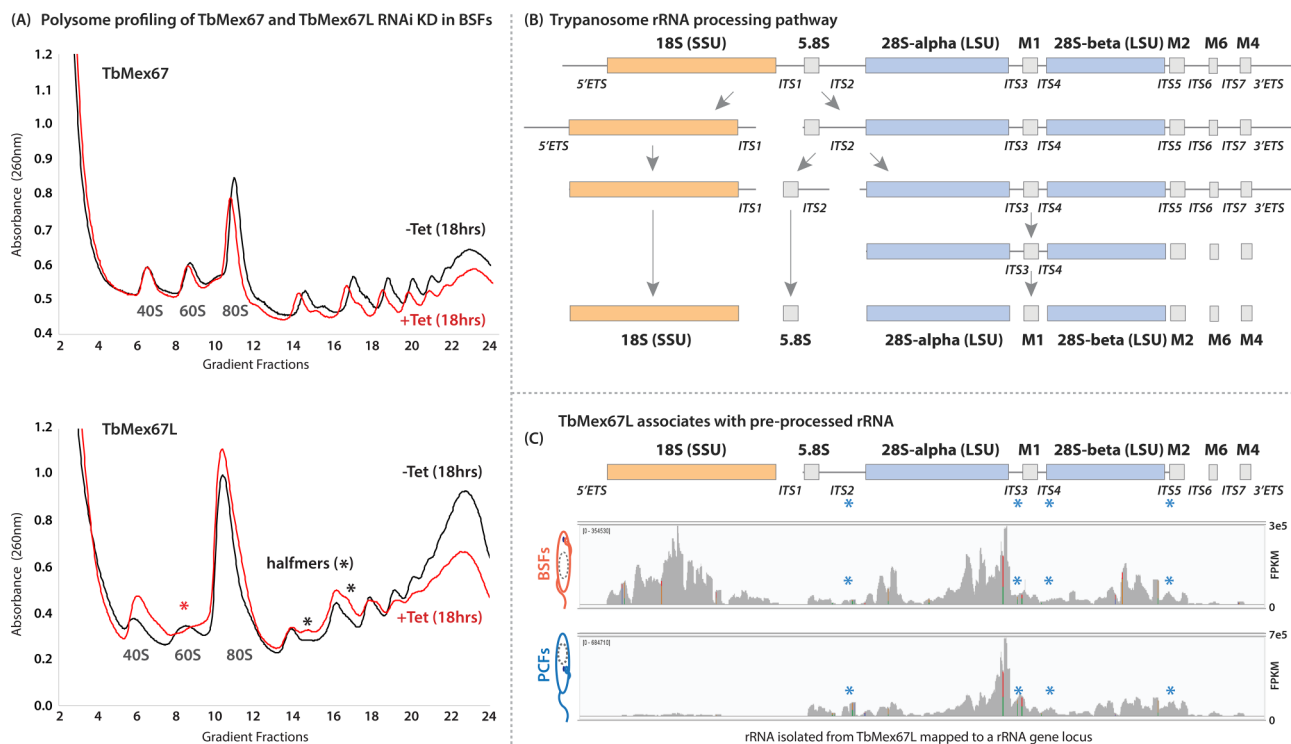 (A) Polysome profiling of TbMex67 and TbMex67L RNAi KD in BSFs
1.2
TbMex67
1.1
1.0
0.9
0.8
0.7
0.6
0.5
0.4
Absorbance (260nm)
-Tet (18hrs)
+Tet (18hrs)
40S 60S 80S
2 4 6 8 10 12 14 16 18 20 22 24
Gradient Fractions
1.2
TbMex67L
1.0
0.8
0.6
0.4
0.2
0.0
Absorbance (260nm)
-Tet (18hrs)
halfmers (*)
*
*
*
+Tet (18hrs)
40S 60S 80S
2 4 6 8 10 12 14 16 18 20 22 24
Gradient Fractions
(B) Trypanosome rRNA processing pathway
18S (SSU) 5.8S 28S-alpha (LSU) M1 28S-beta (LSU) M2 M6 M4
5'ETS ITS1 ITS2 ITS3 ITS4 ITS5 ITS6 ITS7 3'ETS
5'ETS ITS1 ITS2 ITS3 ITS4 ITS5 ITS6 ITS7 3'ETS
ITS1 ITS2 ITS3 ITS4 ITS5 ITS6 ITS7 3'ETS
ITS3 ITS4
18S (SSU) 5.8S 28S-alpha (LSU) M1 28S-beta (LSU) M2 M6 M4
TbMex67L associates with pre-processed rRNA
(C)
18S (SSU) 5.8S 28S-alpha (LSU) M1 28S-beta (LSU) M2 M6 M4
5'ETS ITS1 ITS2 ITS3 ITS4 ITS5 ITS6 ITS7 3'ETS
* * * *
BSFs
[0 - 354530]
* * * *
3e5
FPKM
0
PCFs
[0 - 684710]
* * * *
7e5
FPKM
0
rRNA isolated from TbMex67L mapped to a rRNA gene locus